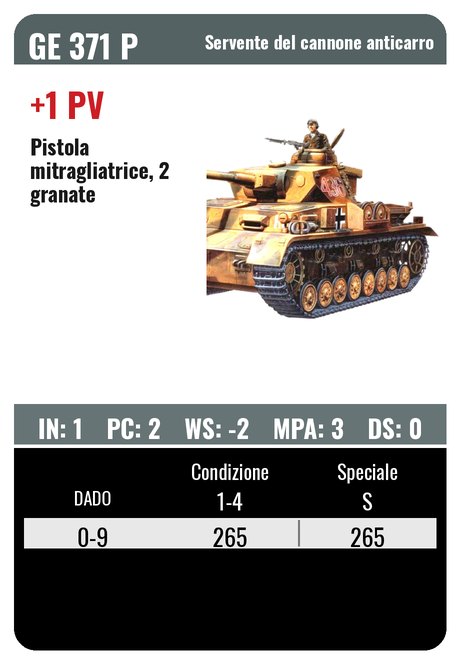 GE 371 P Servente del cannone anticarro
+1 PV
Pistola
mitragliatrice, 2
granate
IN: 1 PC: 2 WS: -2 MPA: 3 DS: 0
Condizione Speciale
DADO 1-4 S
0-9 265 265